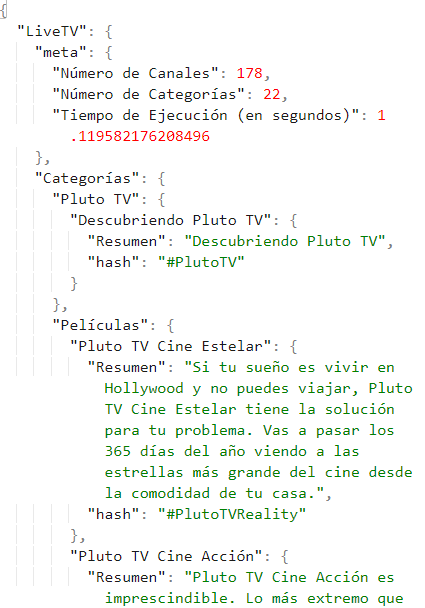 {
"LiveTV": {
"meta": {
"Número de Canales": 178,
"Número de Categorías": 22,
"Tiempo de Ejecución (en segundos)": 1
.119582176208496
},
"Categorías": {
"Pluto TV": {
"Descubriendo Pluto TV": {
"Resumen": "Descubriendo Pluto TV",
"hash": "#PlutoTV"
}
},
"Películas": {
"Pluto TV Cine Estelar": {
"Resumen": "Si tu sueño es vivir en
Hollywood y no puedes viajar, Pluto
TV Cine Estelar tiene la solución
para tu problema. Vas a pasar los
365 días del año viendo a las
estrellas más grande del cine desde
la comodidad de tu casa.",
"hash": "#PlutoTVReality"
},
"Pluto TV Cine Acción": {
"Resumen": "Pluto TV Cine Acción es
imprescindible. Lo más extremo que